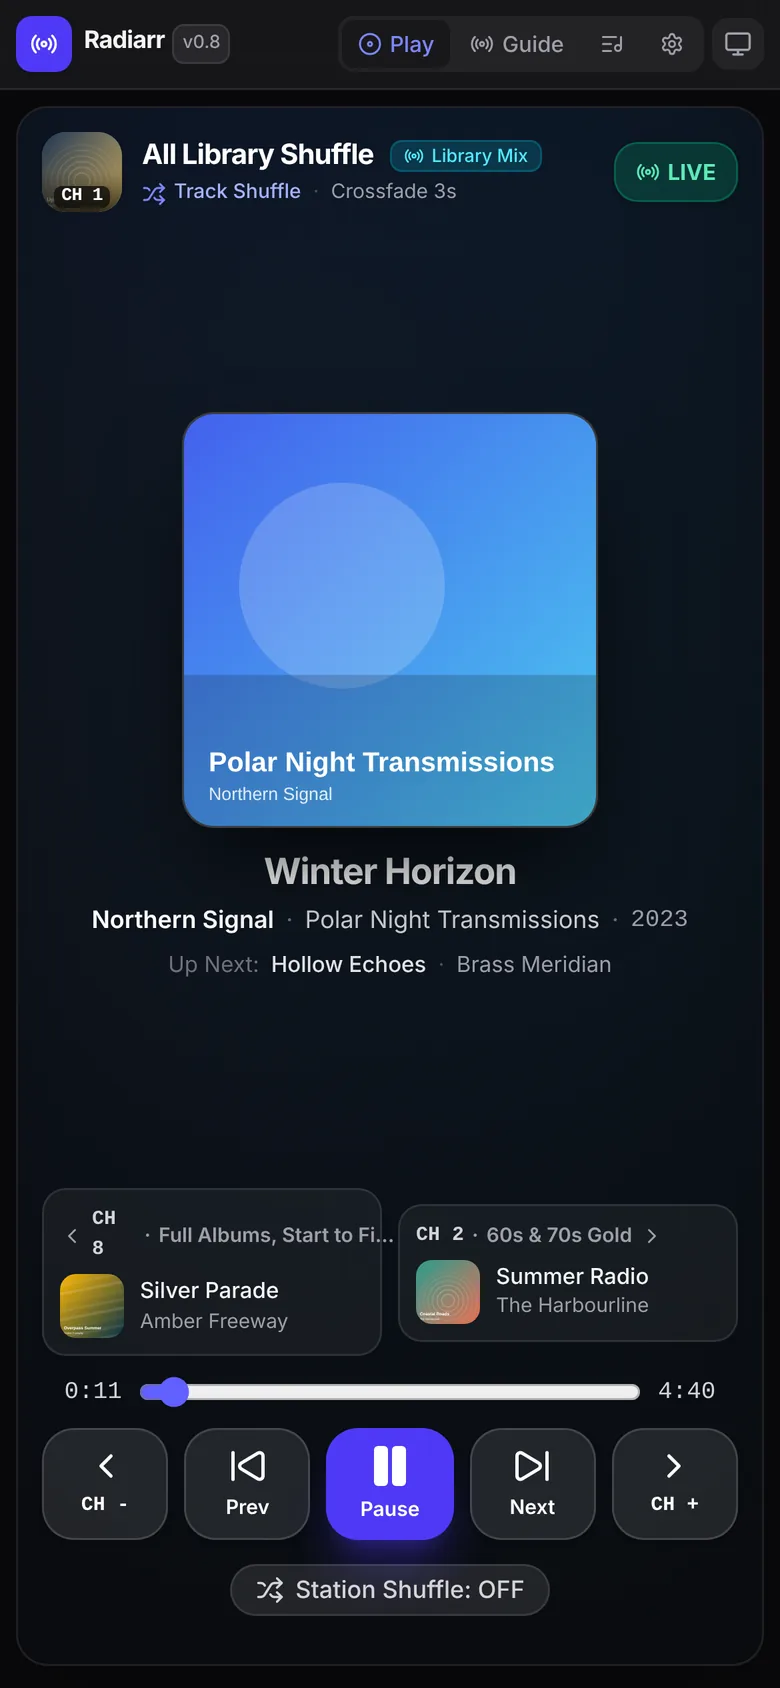 Radiarr v0.8
Play Guide
All Library Shuffle Library Mix
CH 1
Track Shuffle · Crossfade 3s
LIVE
Polar Night Transmissions
Northern Signal
Winter Horizon
Northern Signal · Polar Night Transmissions · 2023
Up Next: Hollow Echoes · Brass Meridian
CH 8 · Full Albums, Start to Fi...
Silver Parade
Amber Freeway
CH 2 · 60s & 70s Gold
Summer Radio
The Harbourline
0:11 4:40
CH -
Prev
Pause
Next
CH +
Station Shuffle: OFF